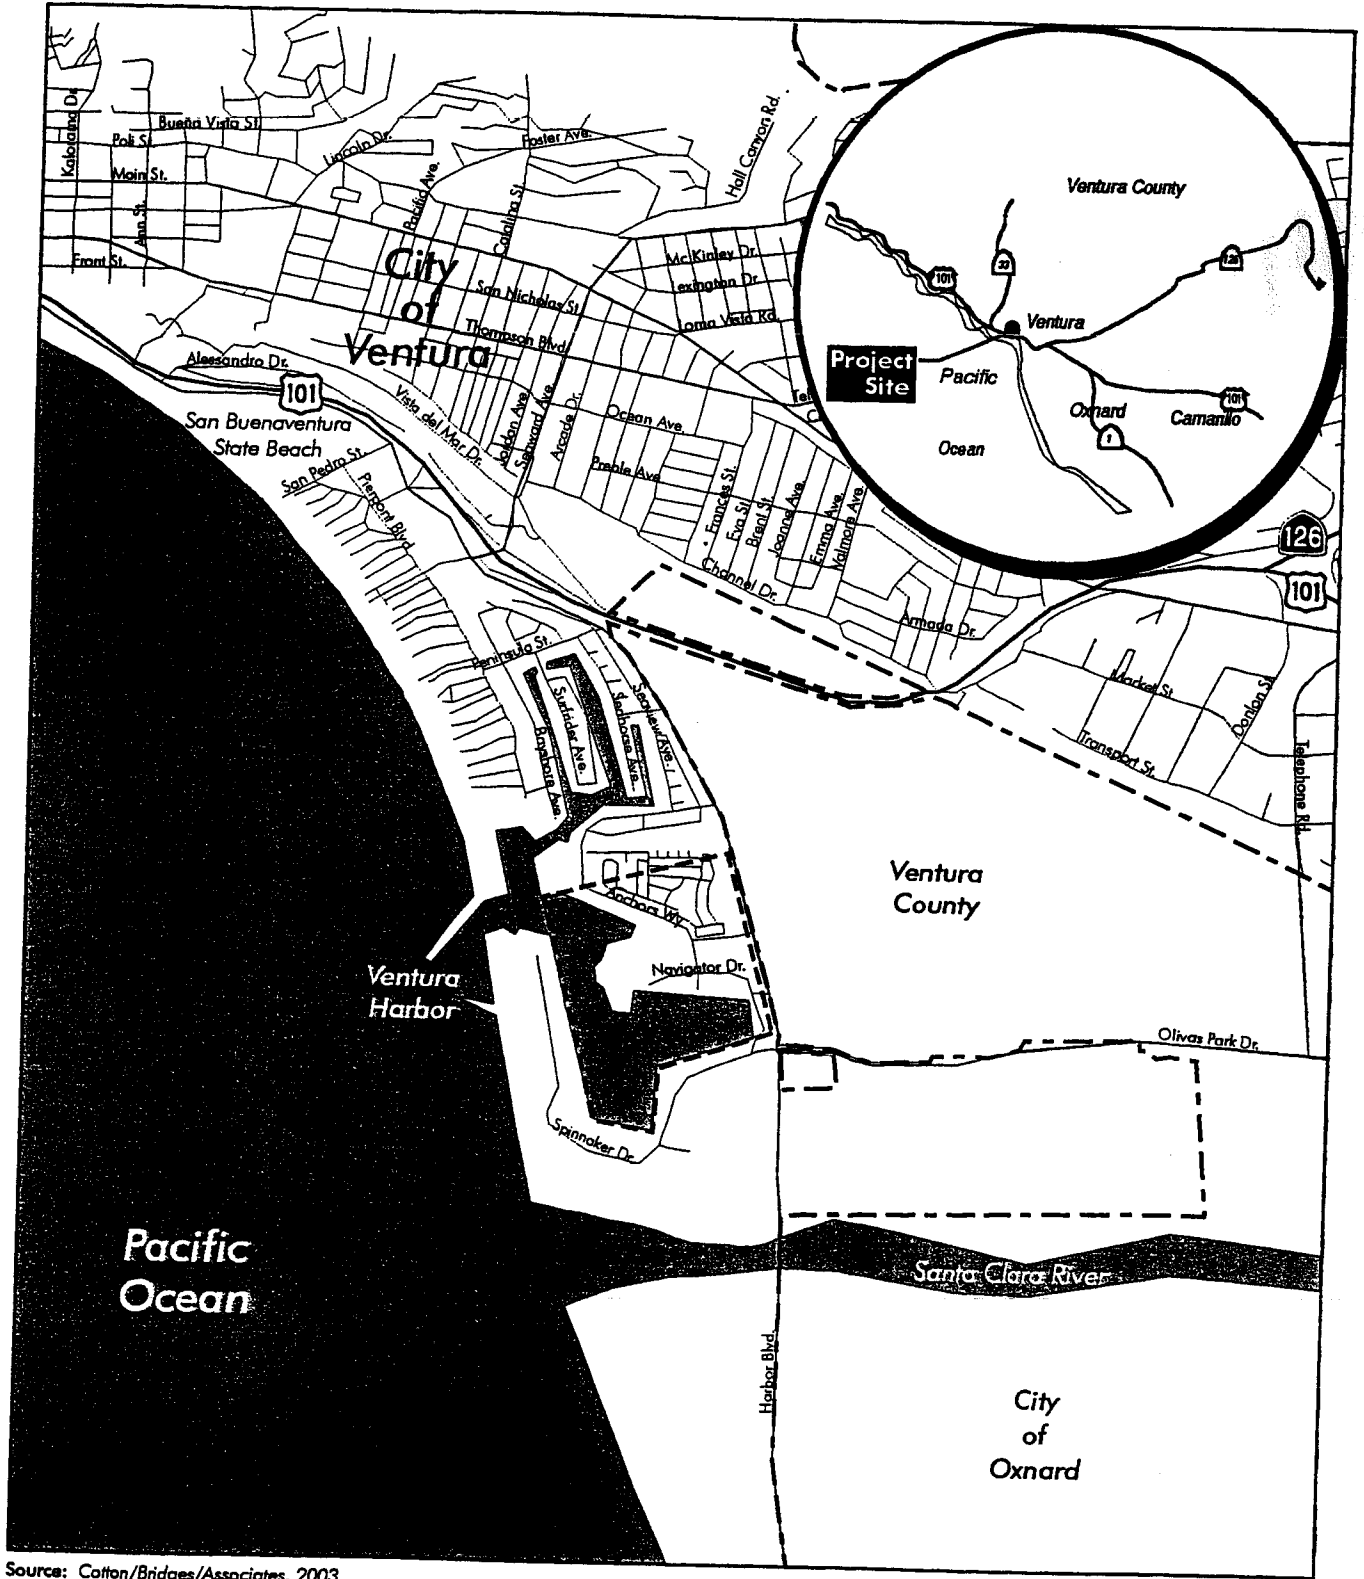 Kalorama Dr.
Buena Vista St.
Poli St.
Main St.
Ann St.
Front St.
Lincoln Dr.
Foster Ave.
Pacific Ave.
Catalina St.
Hall Canyon Rd.
City
of
Ventura
San Nicholas St.
Thompson Blvd.
Mc Kinley Dr.
exington Dr.
oma Vista Rd.
Alessandro Dr.
101
San Buenaventura
State Beach
Vista del Mar Dr.
Jordan Ave.
Seaward Ave.
Arcade Dr.
Ocean Ave.
Preble Ave.
San Pedro St.
Pierpont Blvd.
Frances St.
Eva St.
Brent St.
Joanne Ave.
Emma Ave.
Valmore Ave.
Channel Dr.
Armada Dr.
Ventura County
33
126
101
Ventura
Project
Site
Pacific
Ocean
Oxnard
1
Camarillo
101
126
101
Market St.
Donlon St.
Transport St.
Telephone Rd.
Peninsula St.
Surfrider Ave.
Bayshore Ave.
Seahorse Ave.
Seaview Ave.
Anchors Wy.
Navigator Dr.
Ventura
County
Ventura
Harbor
Olivas Park Dr.
Spinnaker Dr.
Pacific
Ocean
Santa Clara River
Harbor Blvd.
City
of
Oxnard
Source: Cotton/Bridges/Associates, 2003